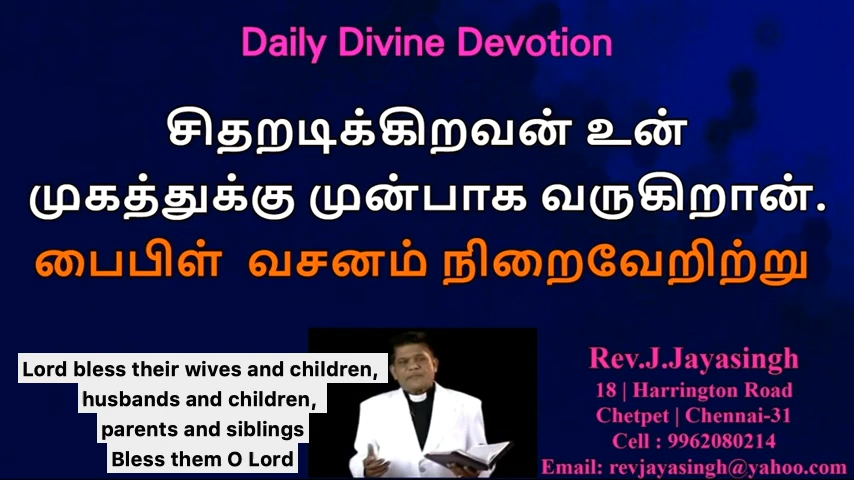 Daily Divine Devotion
சிதறடிக்கிறவன் உன்
முகத்துக்கு முன்பாக வருகிறான்.
பைபிள் வசனம் நிறைவேறிற்று
Lord bless their wives and children,
husbands and children,
parents and siblings
Bless them O Lord
Rev.J.Jayasingh
18 | Harrington Road
Chetpet | Chennai-31
Cell : 9962080214
Email: revjayasingh@yahoo.com